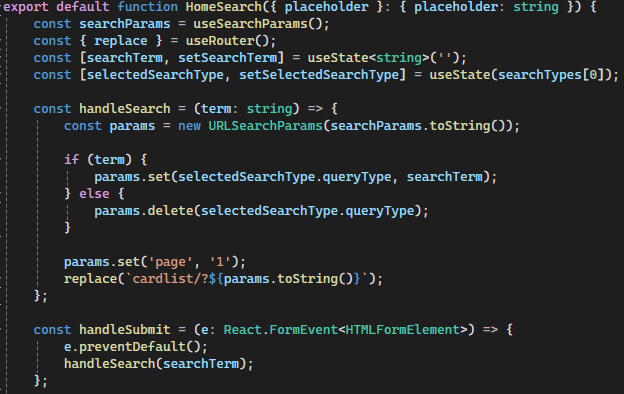 export default function HomeSearch({ placeholder }: { placeholder: string }) {
const searchParams = useSearchParams();
const { replace } = useRouter();
const [searchTerm, setSearchTerm] = useState<string>('');
const [selectedSearchType, setSelectedSearchType] = useState(searchTypes[0]);
const handleSearch = (term: string) => {
const params = new URLSearchParams(searchParams.toString());
if (term) {
params.set(selectedSearchType.queryType, searchTerm);
} else {
params.delete(selectedSearchType.queryType);
}
params.set('page', '1');
replace(`cardlist/?${params.toString()}`);
};
const handleSubmit = (e: React.FormEvent<HTMLFormElement>) => {
e.preventDefault();
handleSearch(searchTerm);
};